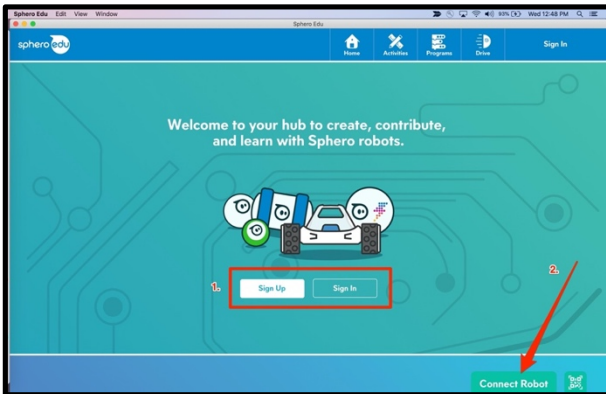 Sphero Edu Edit View Window
93% Wed 12:48 PM
Sphero Edu
sphero edu
Home Activities Programs Drive Sign In
Welcome to your hub to create, contribute,
and learn with Sphero robots.
2.
1. Sign Up Sign In
Connect Robot